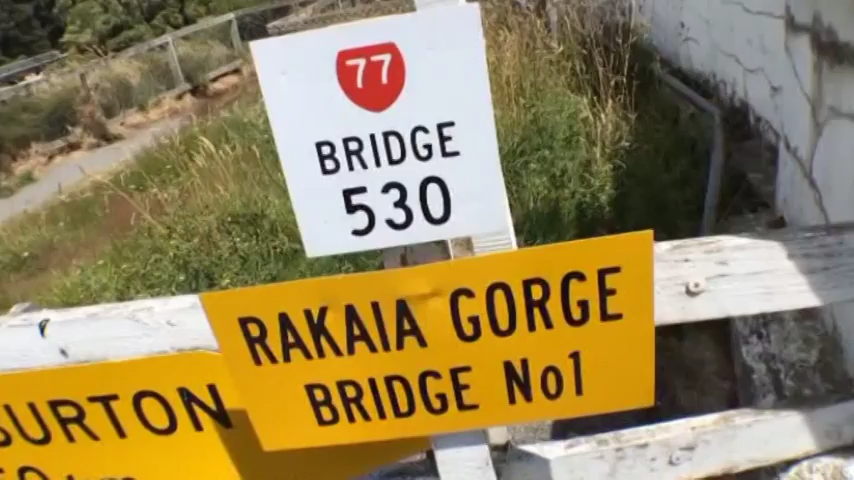 77
BRIDGE
530
RAKAIA GORGE
BRIDGE No1
BURTON